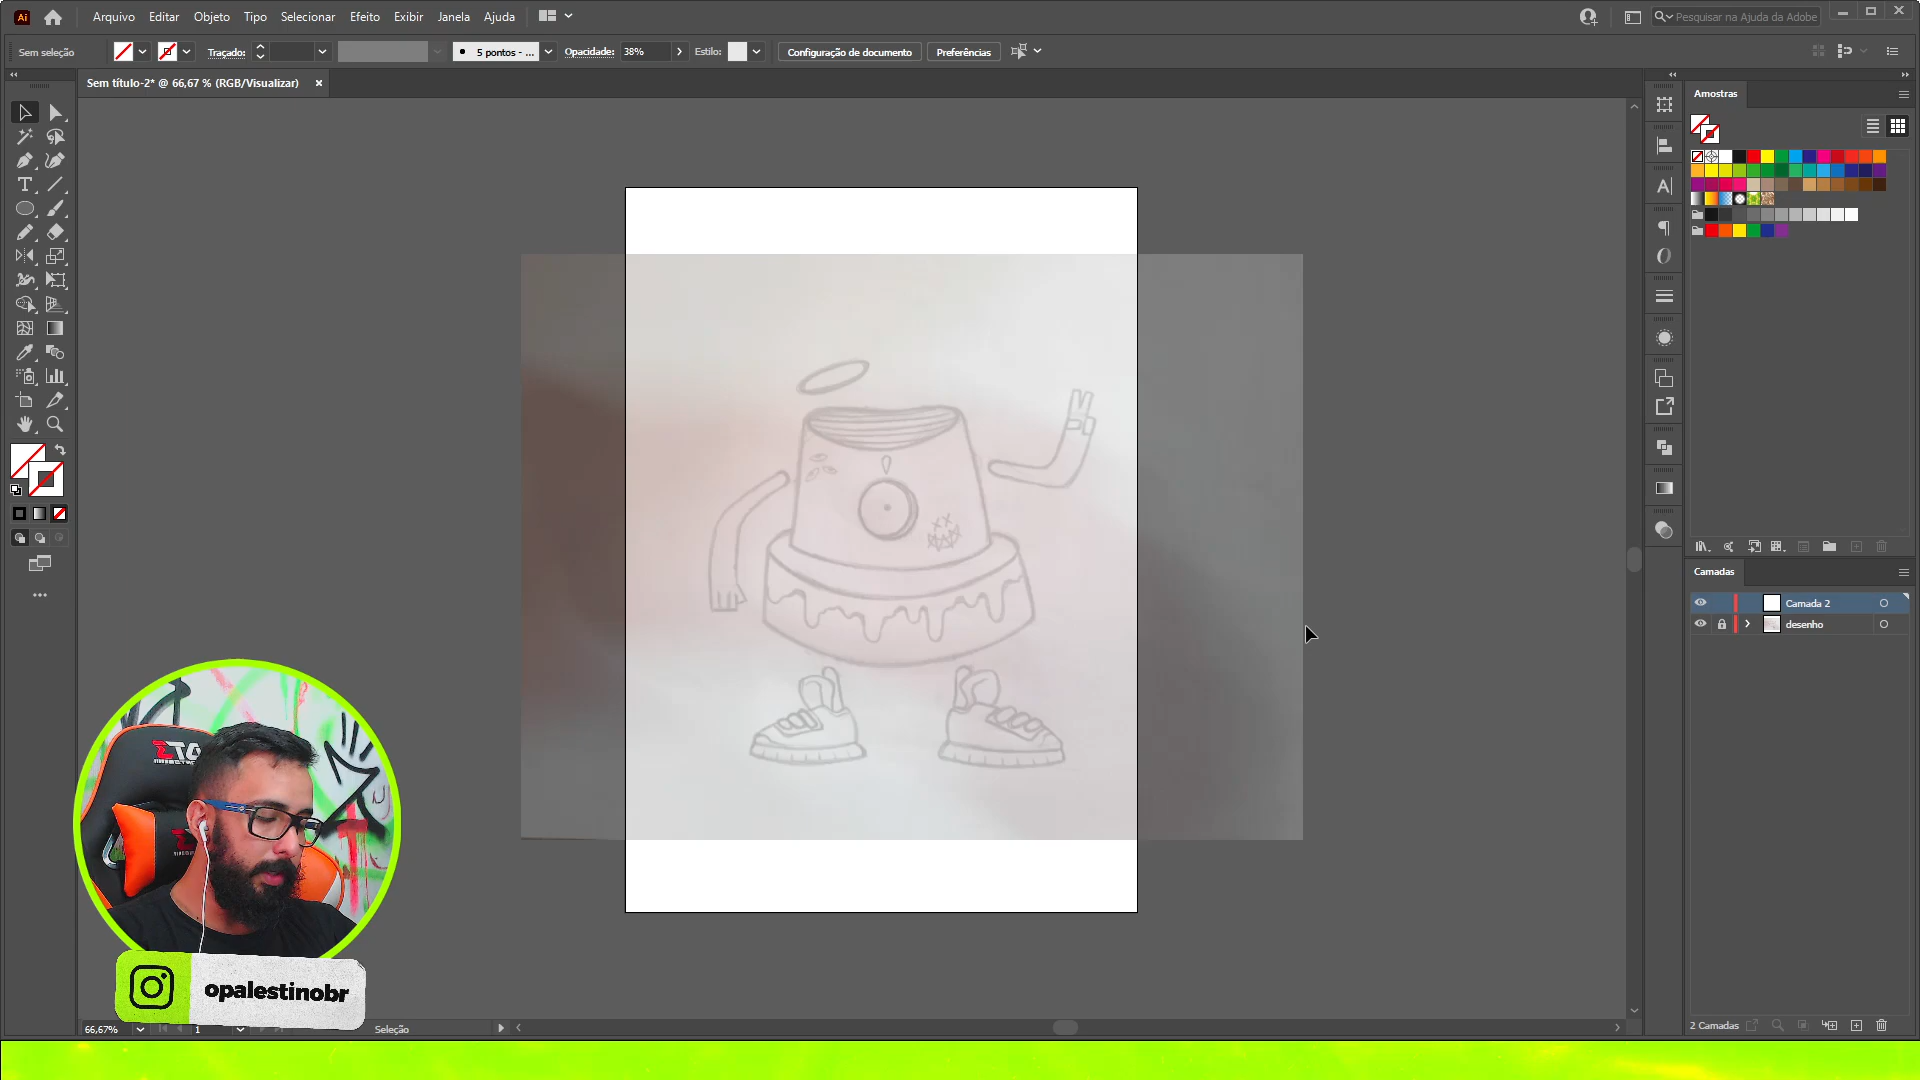 Ai
Arquivo Editar Objeto Tipo Selecionar Efeito Exibir Janela Ajuda
Pesquisar na Ajuda da Adobe
Sem seleção
Traçado:
5 pontos - ...
Opacidade: 38%
Estilo:
Configuração de documento
Preferências
Sem título-2* @ 66,67 % (RGB/Visualizar)
Amostras
Camadas
Camada 2
desenho
opalestinobr
66,67%
1
Seleção
2 Camadas